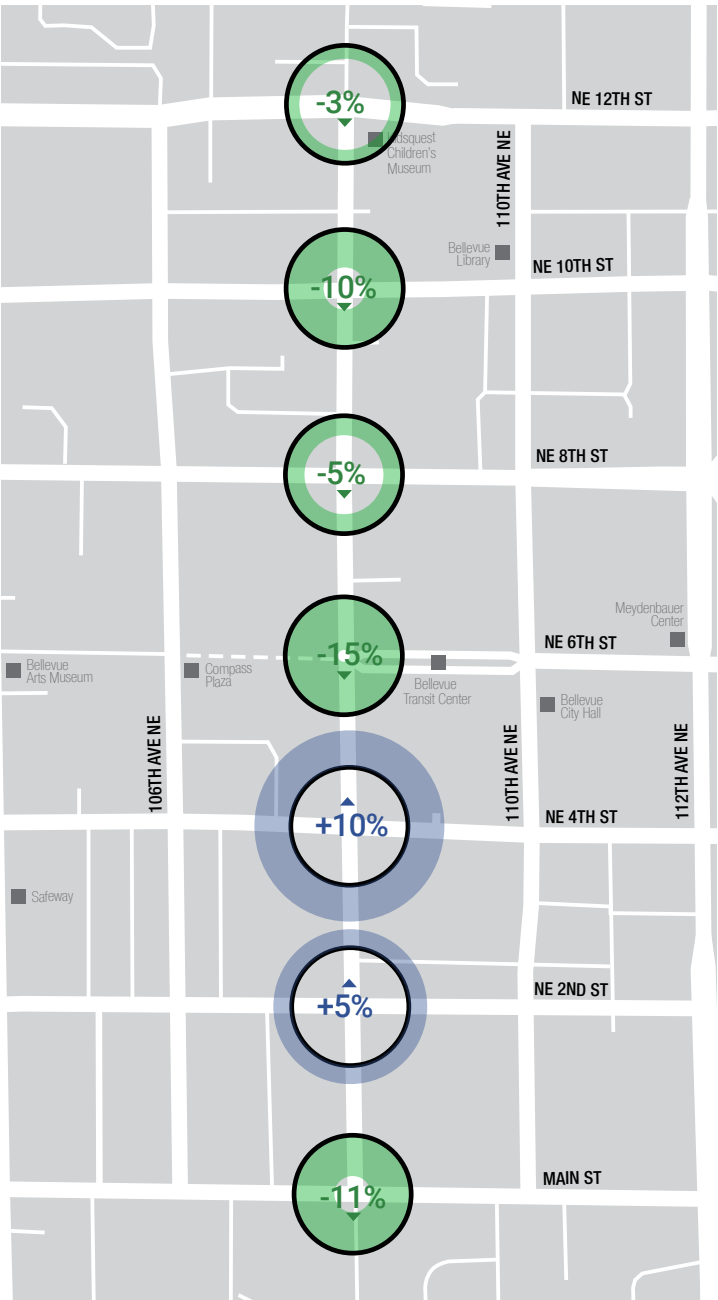 -3%
NE 12TH ST
Kidsquest
Children's
Museum
110TH AVE NE
Bellevue
Library
NE 10TH ST
-10%
NE 8TH ST
-5%
Meydenbauer
Center
NE 6TH ST
-15%
Bellevue
Arts Museum
Compass
Plaza
Bellevue
Transit Center
Bellevue
City Hall
106TH AVE NE
110TH AVE NE
112TH AVE NE
NE 4TH ST
+10%
Safeway
NE 2ND ST
+5%
MAIN ST
-11%